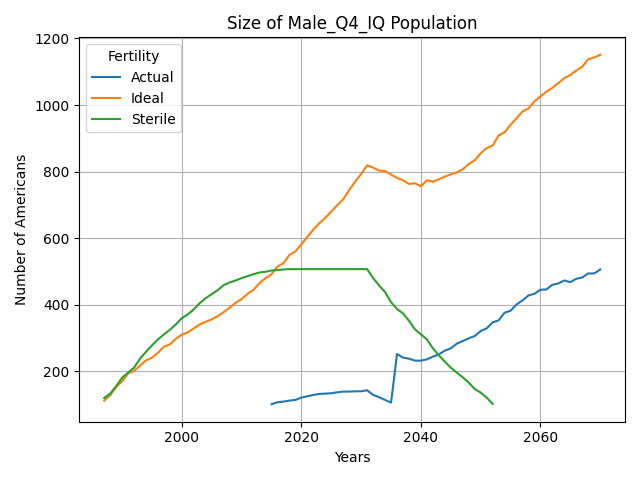 Size of Male_Q4_IQ Population
Number of Americans
1200
1000
800
600
400
200
Fertility
Actual
Ideal
Sterile
2000
2020
2040
2060
Years